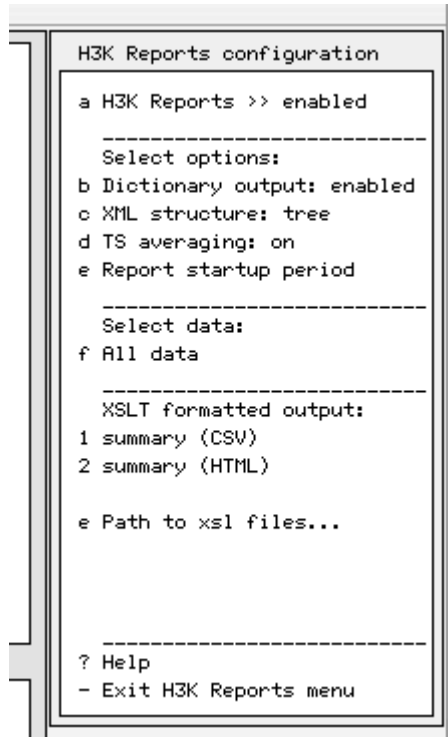 H3K Reports configuration
a H3K Reports >> enabled
Select options:
b Dictionary output: enabled
c XML structure: tree
d TS averaging: on
e Report startup period
Select data:
f All data
XSLT formatted output:
1 summary (CSV)
2 summary (HTML)
e Path to xsl files...
? Help
- Exit H3K Reports menu